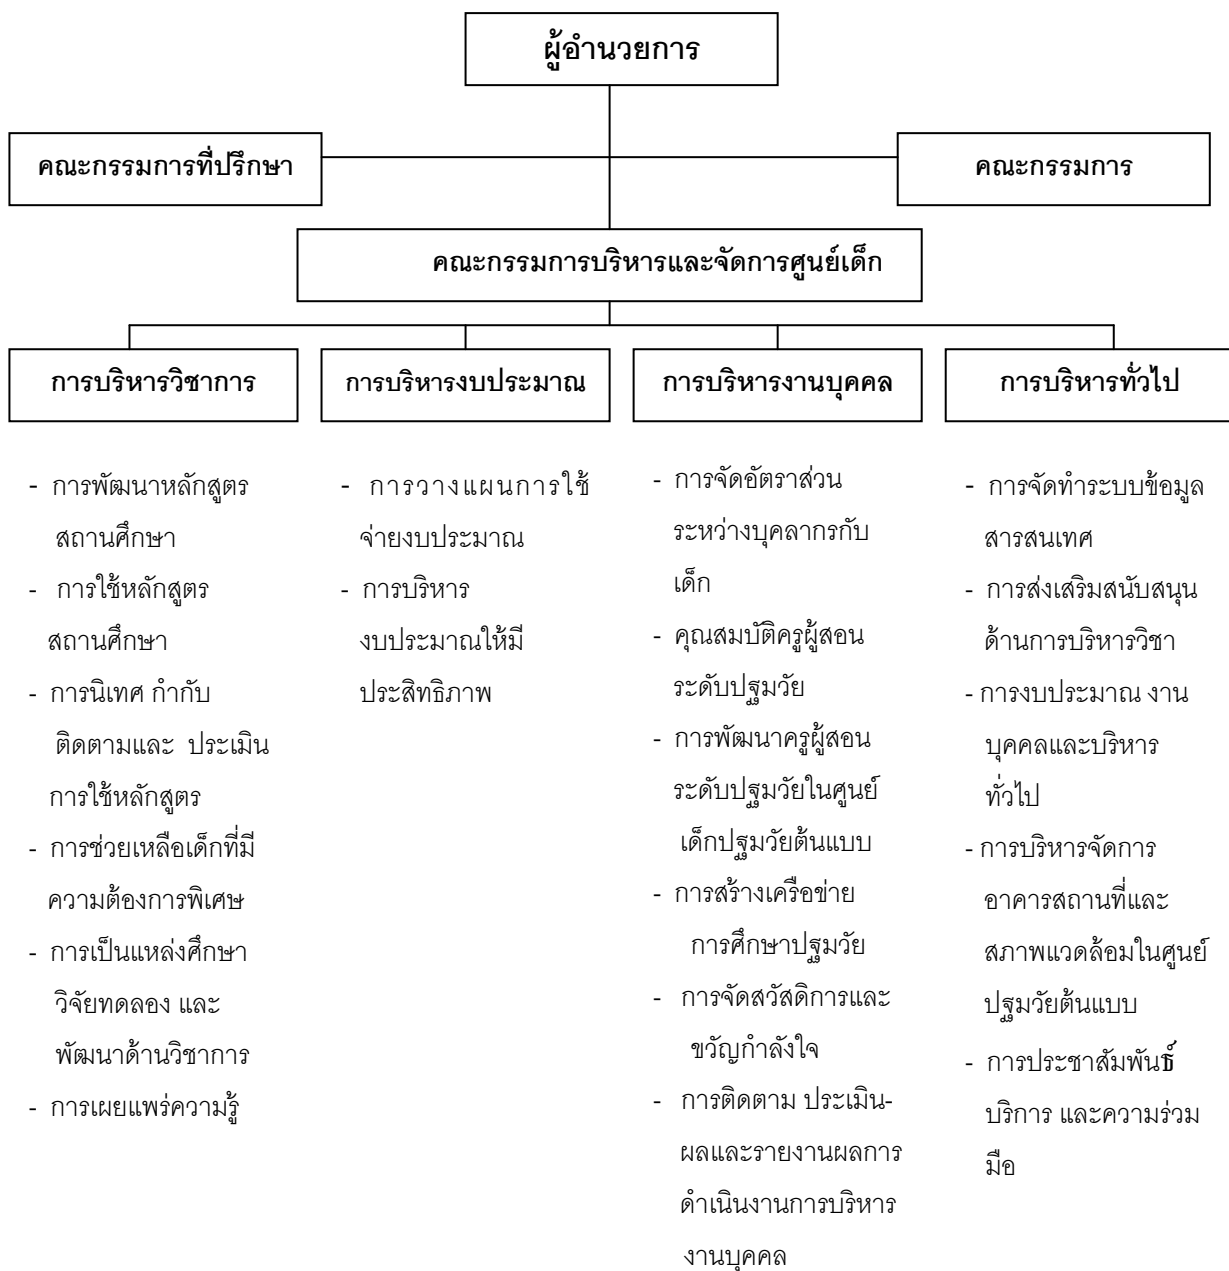 ผู้อำนวยการ
คณะกรรมการที่ปรึกษา
คณะกรรมการ
คณะกรรมการบริหารและจัดการศูนย์เด็ก
การบริหารวิชาการ
- การพัฒนาหลักสูตร
สถานศึกษา
- การใช้หลักสูตร
สถานศึกษา
- การนิเทศ กำกับ
ติดตามและ ประเมิน
การใช้หลักสูตร
- การช่วยเหลือเด็กที่มี
ความต้องการพิเศษ
- การเป็นแหล่งศึกษา
วิจัยทดลอง และ
พัฒนาด้านวิชาการ
- การเผยแพร่ความรู้
การบริหารงบประมาณ
- การวางแผนการใช้
จ่ายงบประมาณ
- การบริหาร
งบประมาณให้มี
ประสิทธิภาพ
การบริหารงานบุคคล
- การจัดอัตราส่วน
ระหว่างบุคลากรกับ
เด็ก
- คุณสมบัติครูผู้สอน
ระดับปฐมวัย
- การพัฒนาครูผู้สอน
ระดับปฐมวัยในศูนย์
เด็กปฐมวัยต้นแบบ
- การสร้างเครือข่าย
การศึกษาปฐมวัย
- การจัดสวัสดิการและ
ขวัญกำลังใจ
- การติดตาม ประเมิน-
ผลและรายงานผลการ
ดำเนินงานการบริหาร
งานบุคคล
การบริหารทั่วไป
- การจัดทำระบบข้อมูล
สารสนเทศ
- การส่งเสริมสนับสนุน
ด้านการบริหารวิชา
- การงบประมาณ งาน
บุคคลและบริหาร
ทั่วไป
- การบริหารจัดการ
อาคารสถานที่และ
สภาพแวดล้อมในศูนย์
ปฐมวัยต้นแบบ
- การประชาสัมพันธ์
บริการ และความร่วม
มือ